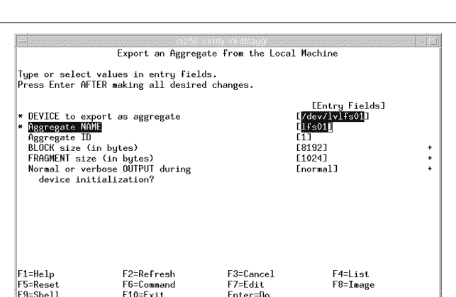 smitty mkdfsaggr
Export an Aggregate from the Local Machine
Type or select values in entry fields.
Press Enter AFTER making all desired changes.
[Entry Fields]
* DEVICE to export as aggregate [/dev/lvlfs01]
* Aggregate NAME [lfs01]
Aggregate ID [1]
BLOCK size (in bytes) [8192] +
FRAGMENT size (in bytes) [1024] +
Normal or verbose OUTPUT during [normal] +
device initialization?
F1=Help F2=Refresh F3=Cancel F4=List
F5=Reset F6=Command F7=Edit F8=Image
F9=Shell F10=Exit Enter=Do